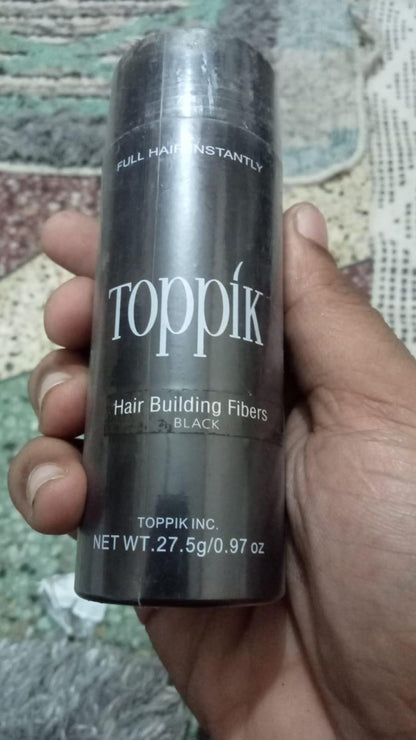 FULL HAIR INSTANTLY
TOPPIK
Hair Building Fibers
BLACK
TOPPIK INC.
NET WT.27.5g/0.97 oz